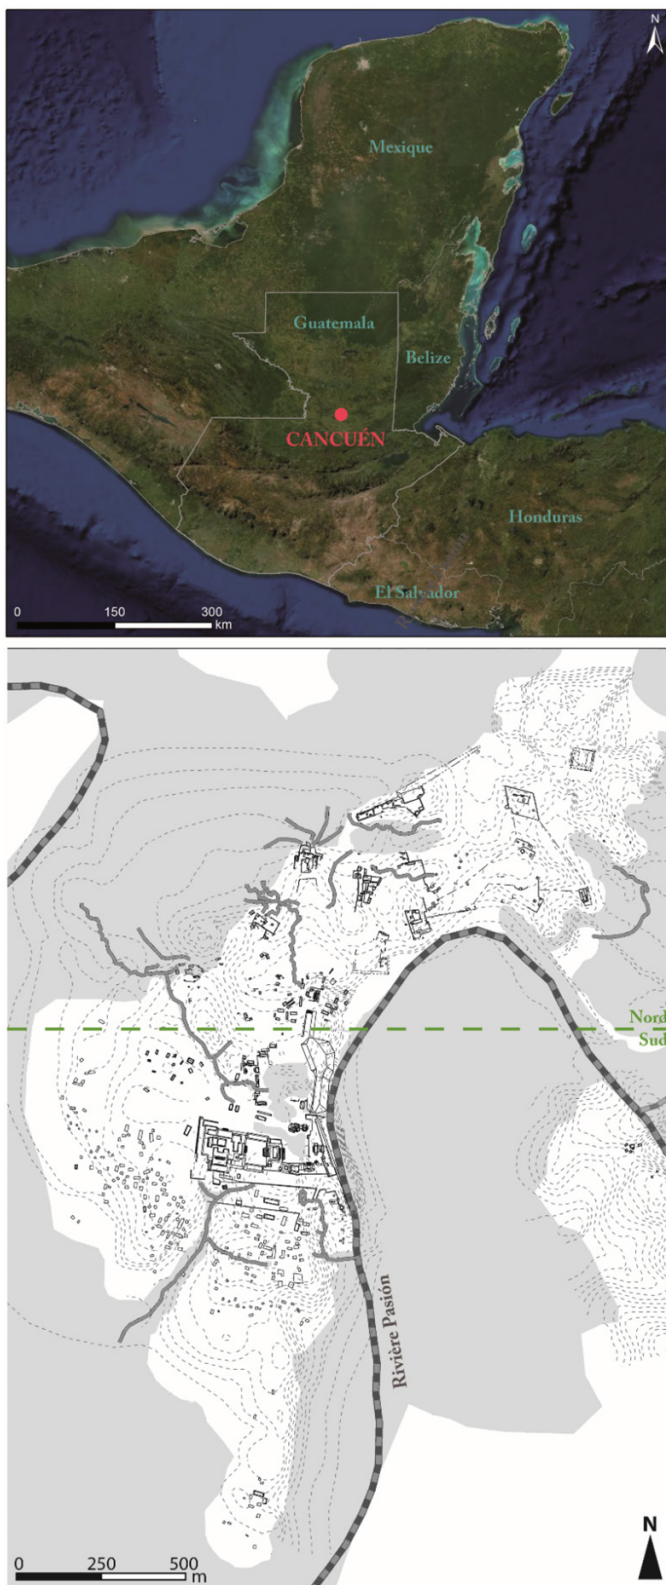 N
Mexique
Guatemala
Belize
CANCUÉN
Honduras
El Salvador
0 150 300
km
Nord
Sud
Rivière Pasión
0 250 500
m
N